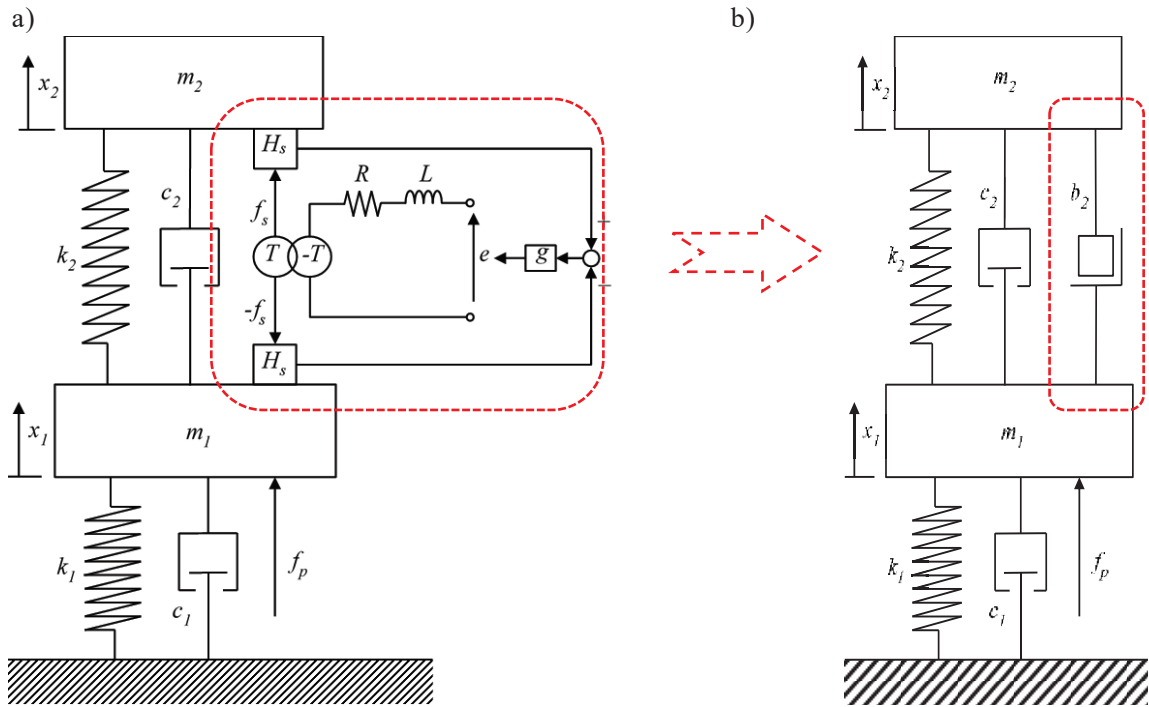 a)
b)
m₂
x₂
Hₛ
R
L
c₂
fₛ
k₂
T
-T
e
g
-fₛ
Hₛ
x₁
m₁
k₁
fₚ
c₁
m₂
x₂
c₂
b₂
k₂
x₁
m₁
k₁
fₚ
c₁